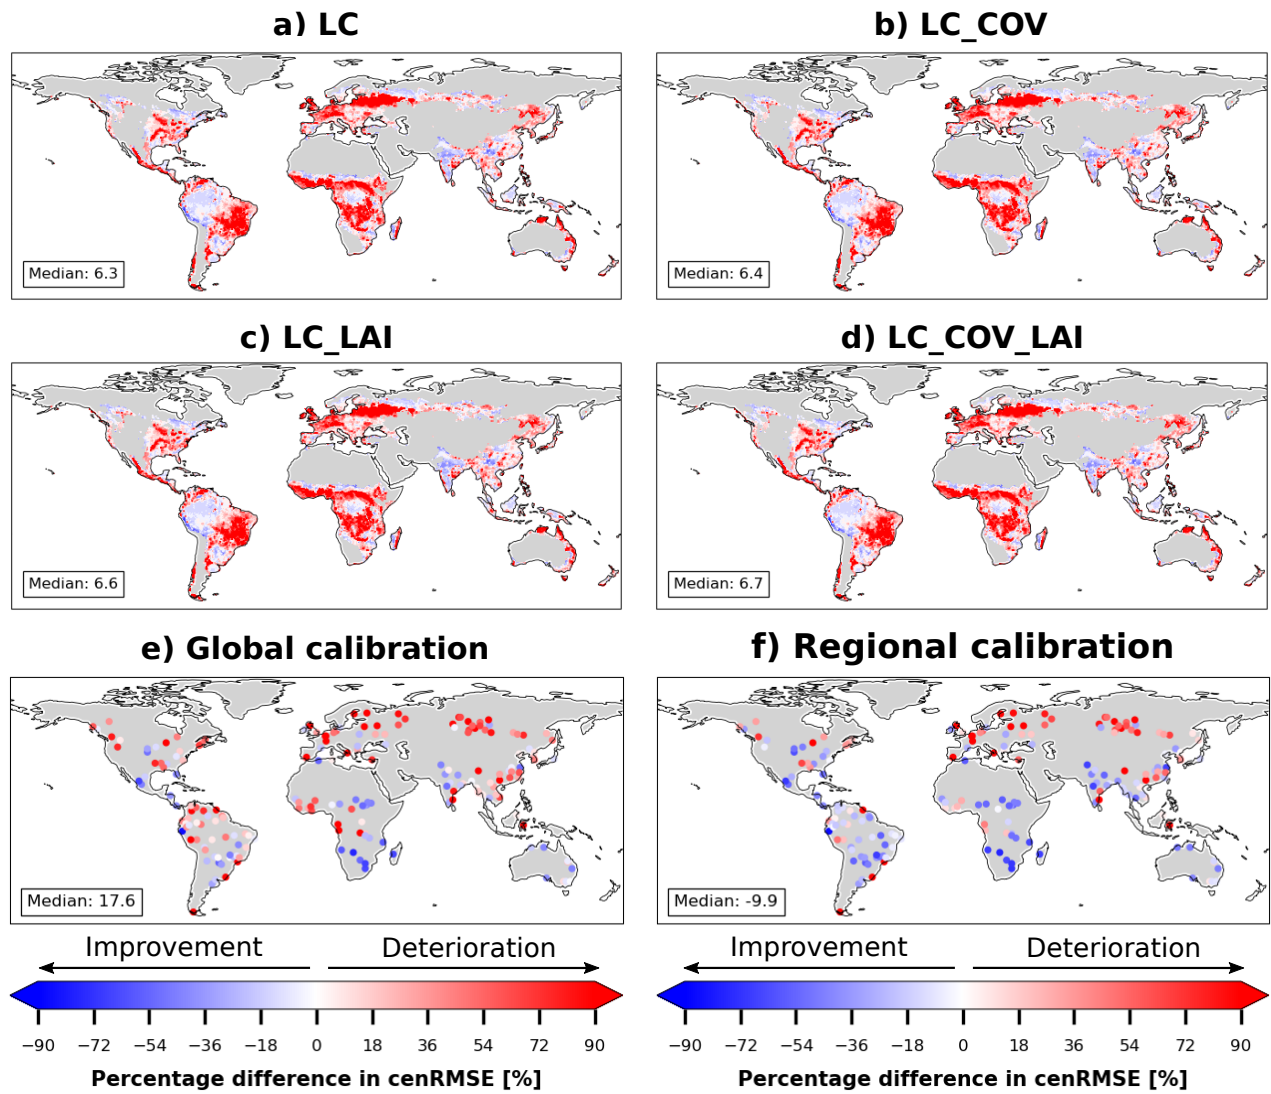 a) LC
b) LC_COV
Median: 6.3
Median: 6.4
c) LC_LAI
d) LC_COV_LAI
Median: 6.6
Median: 6.7
e) Global calibration
f) Regional calibration
Median: 17.6
Median: -9.9
Improvement
Deterioration
Improvement
Deterioration
−90 −72 −54 −36 −18 0 18 36 54 72 90
−90 −72 −54 −36 −18 0 18 36 54 72 90
Percentage difference in cenRMSE [%]
Percentage difference in cenRMSE [%]